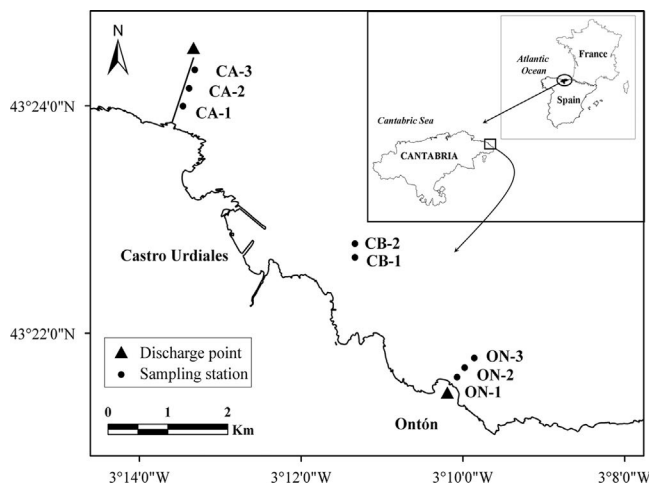 N
CA-3
CA-2
CA-1
43°24'0"N
Castro Urdiales
CB-2
CB-1
43°22'0"N
Discharge point
Sampling station
0 1 2
Km
ON-3
ON-2
ON-1
Ontón
3°14'0"W 3°12'0"W 3°10'0"W 3°8'0"W
Atlantic
Ocean
France
Spain
Cantabric Sea
CANTABRIA